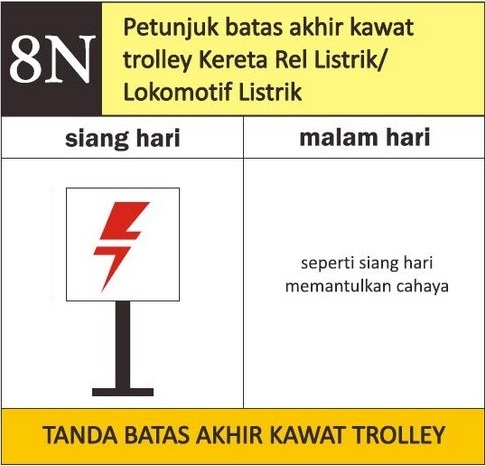 8N
Petunjuk batas akhir kawat
trolley Kereta Rel Listrik/
Lokomotif Listrik
siang hari
malam hari
seperti siang hari
memantulkan cahaya
TANDA BATAS AKHIR KAWAT TROLLEY